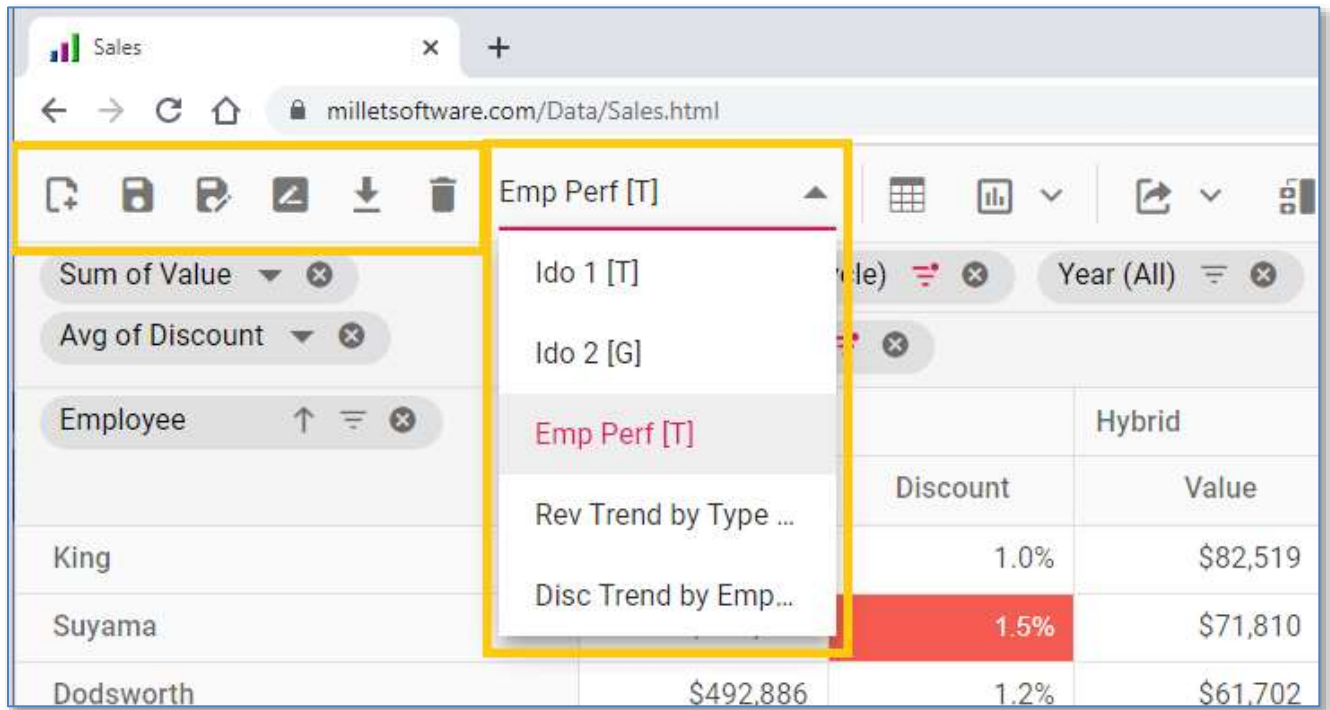 Sales
milletsoftware.com/Data/Sales.html
Emp Perf [T]
Ido 1 [T]
Ido 2 [G]
Emp Perf [T]
Rev Trend by Type ...
Disc Trend by Emp...
Sum of Value
cle) Year (All)
Avg of Discount
Employee
Hybrid
Discount Value
King 1.0% $82,519
Suyama 1.5% $71,810
Dodsworth $492,886 1.2% $61,702